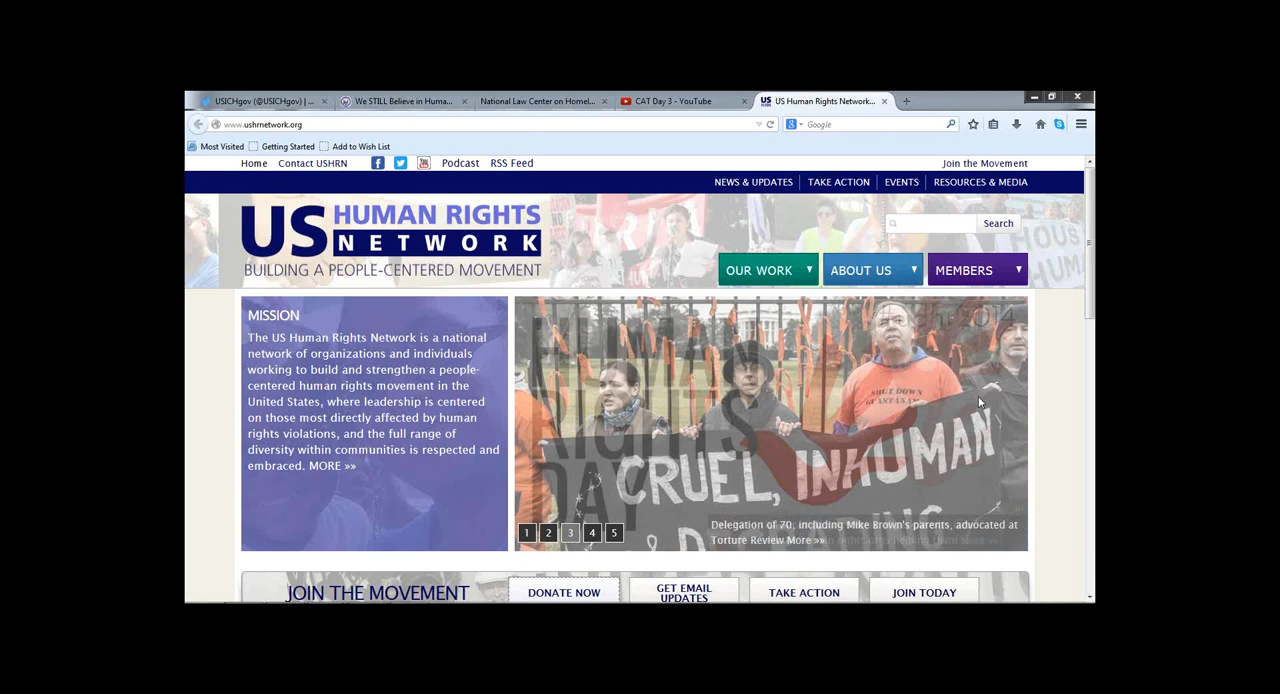 USICHgov (@USICHgov) | ...
We STILL Believe in Huma...
National Law Center on Homel...
CAT Day 3 - YouTube
US Human Rights Network...
www.ushrnetwork.org
Google
Most Visited
Getting Started
Add to Wish List
Home
Contact USHRN
Podcast
RSS Feed
Join the Movement
NEWS & UPDATES
TAKE ACTION
EVENTS
RESOURCES & MEDIA
US HUMAN RIGHTS
NETWORK
BUILDING A PEOPLE-CENTERED MOVEMENT
Search
OUR WORK
ABOUT US
MEMBERS
MISSION
The US Human Rights Network is a national
network of organizations and individuals
working to build and strengthen a people-
centered human rights movement in the
United States, where leadership is centered
on those most directly affected by human
rights violations, and the full range of
diversity within communities is respected and
embraced. MORE »»
HUMAN
RIGHTS
DAY
SHUT DOWN
GUANTANAMO
CRUEL, INHUMAN
& DEGRADING
1 2 3 4 5
Delegation of 70, including Mike Brown's parents, advocated at
Torture Review More »»
JOIN THE MOVEMENT
DONATE NOW
GET EMAIL
UPDATES
TAKE ACTION
JOIN TODAY